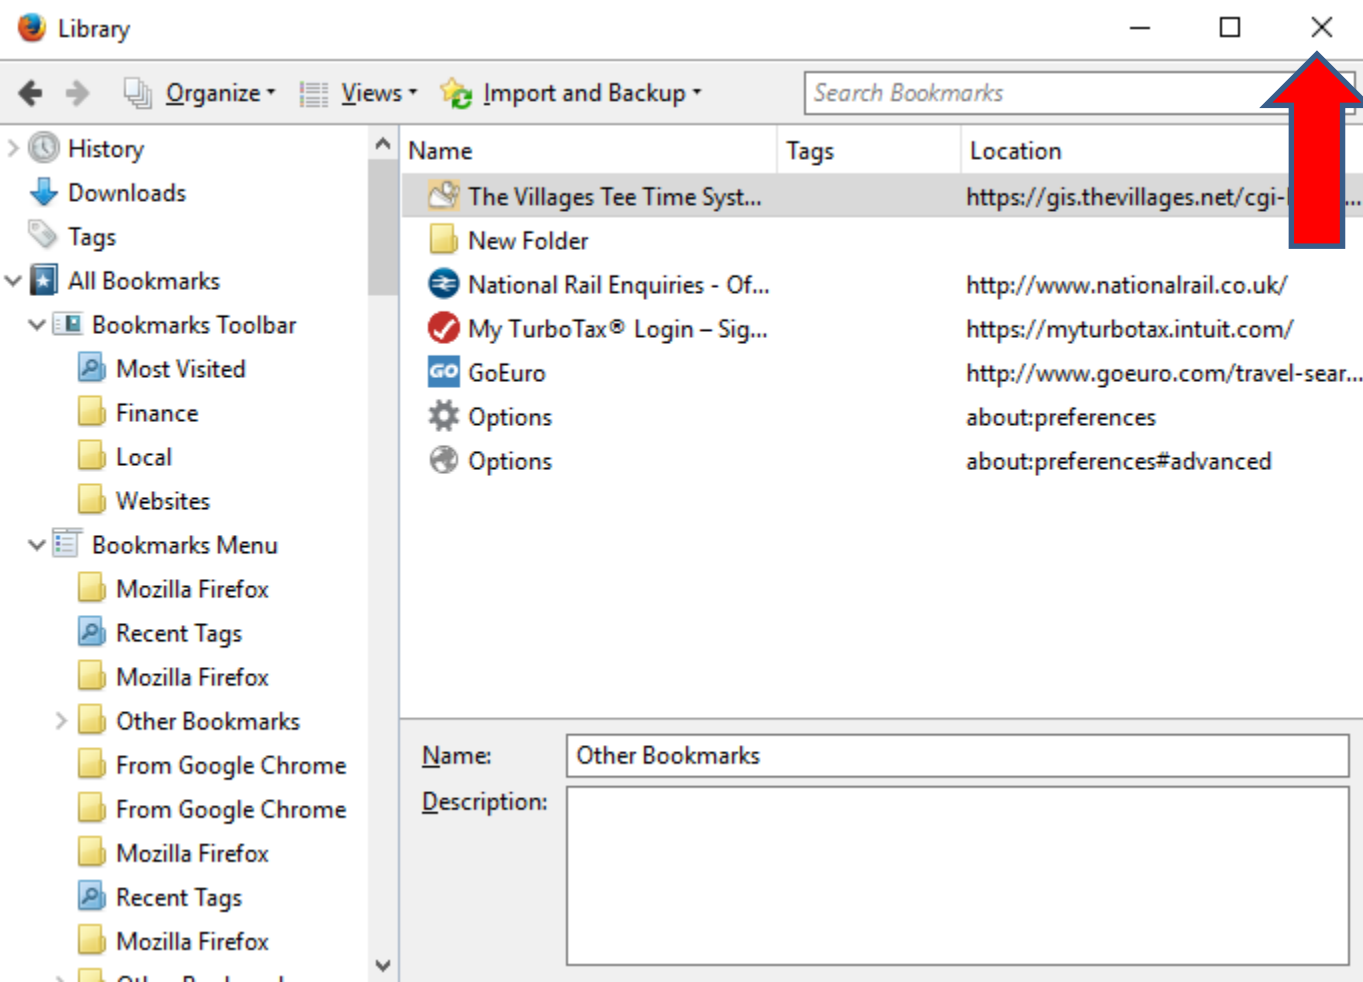 Library
Organize Views Import and Backup Search Bookmarks
History
Downloads
Tags
All Bookmarks
Bookmarks Toolbar
Most Visited
Finance
Local
Websites
Bookmarks Menu
Mozilla Firefox
Recent Tags
Mozilla Firefox
Other Bookmarks
From Google Chrome
From Google Chrome
Mozilla Firefox
Recent Tags
Mozilla Firefox
Name Tags Location
The Villages Tee Time Syst... https://gis.thevillages.net/cgi-
New Folder
National Rail Enquiries - Of... http://www.nationalrail.co.uk/
My TurboTax® Login – Sig... https://myturbotax.intuit.com/
GO GoEuro http://www.goeuro.com/travel-sear...
Options about:preferences
Options about:preferences#advanced
Name: Other Bookmarks
Description: